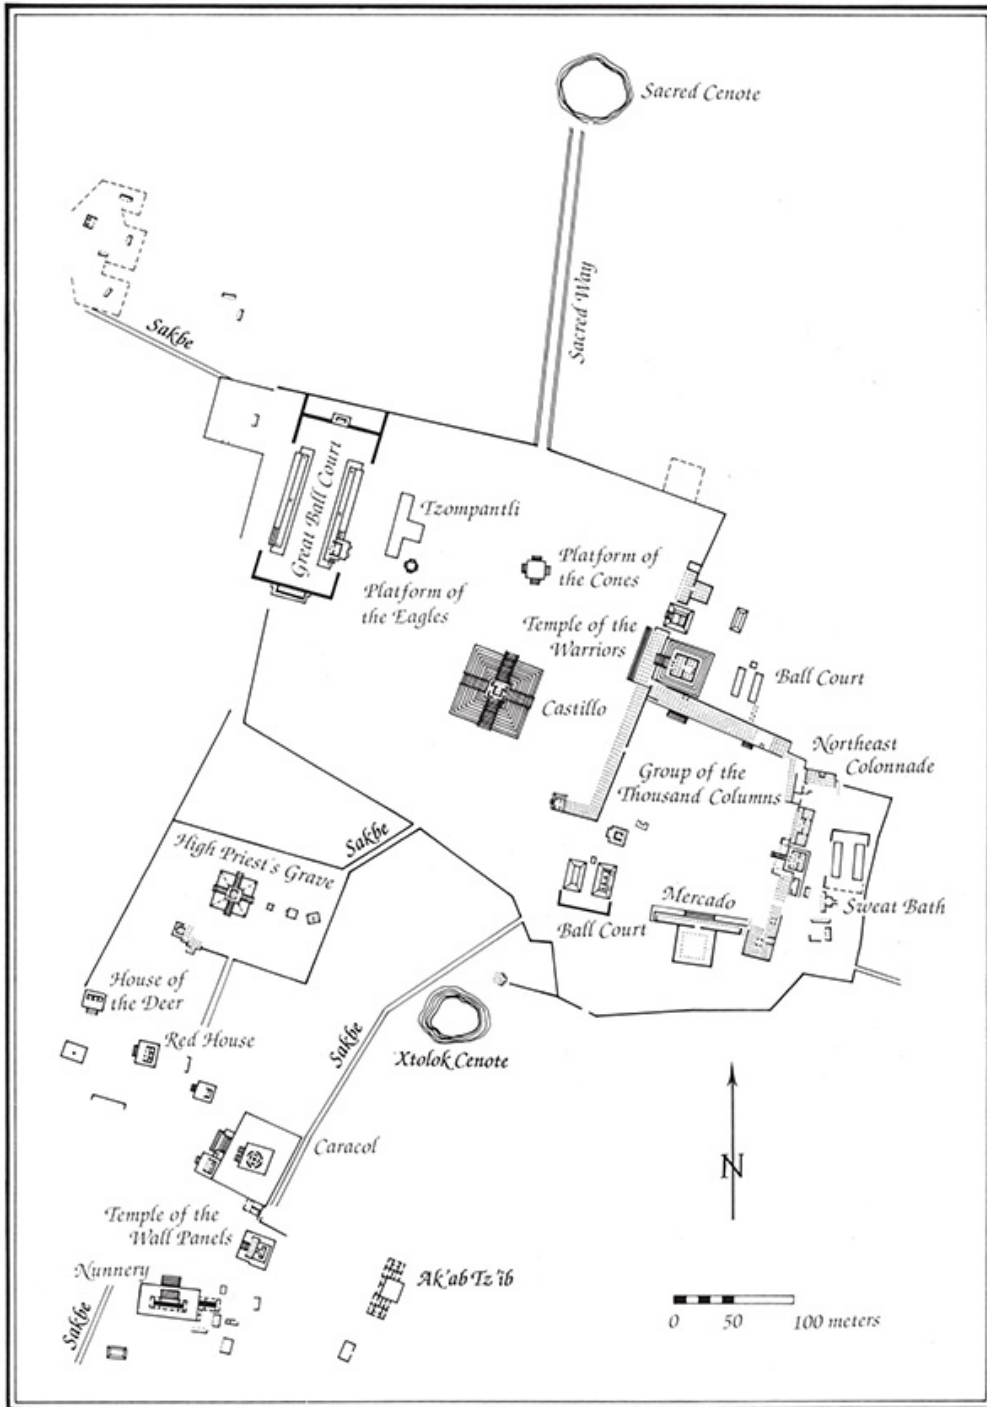 Sacred Cenote
Sacred Way
Sakbe
Great Ball Court
Tzompantli
Platform of
the Eagles
Platform of
the Cones
Temple of the
Warriors
Castillo
Ball Court
Northeast
Colonnade
Group of the
Thousand Columns
Sakbe
High Priest's Grave
Mercado
Sweat Bath
Ball Court
House of
the Deer
Red House
Sakbe
Xtolok Cenote
Caracol
N
Temple of the
Wall Panels
Nunnery
Ak'ab Tz'ib
Sakbe
0 50 100 meters